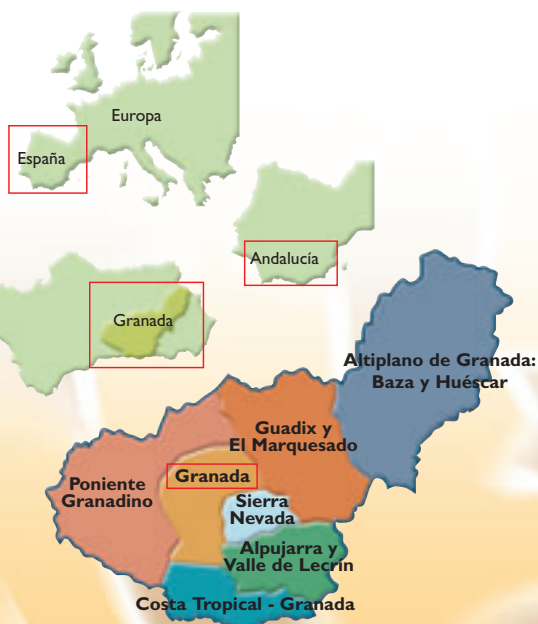 Europa
España
Andalucía
Granada
Altiplano de Granada:
Baza y Huéscar
Guadix y
El Marquesado
Poniente
Granadino
Granada
Sierra
Nevada
Alpujarra y
Valle de Lecrín
Costa Tropical - Granada